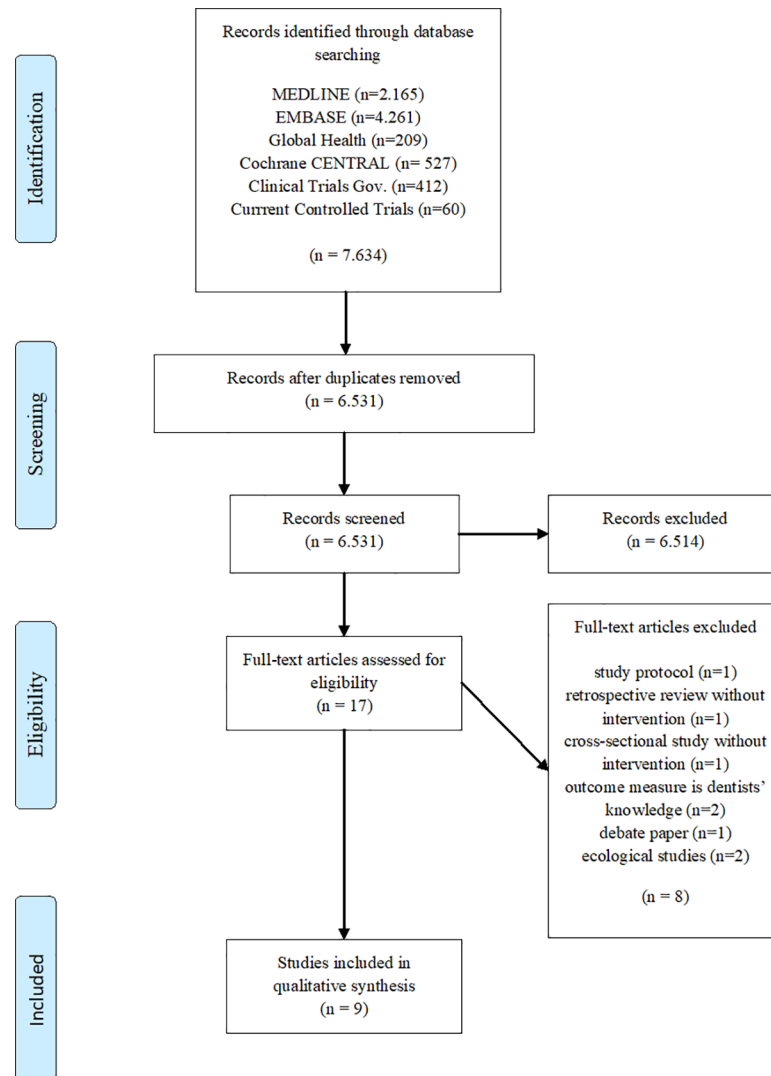 Identification
Records identified through database
searching
MEDLINE (n=2.165)
EMBASE (n=4.261)
Global Health (n=209)
Cochrane CENTRAL (n= 527)
Clinical Trials Gov. (n=412)
Currrent Controlled Trials (n=60)
(n = 7.634)
Screening
Records after duplicates removed
(n = 6.531)
Records screened
(n = 6.531)
Records excluded
(n = 6.514)
Eligibility
Full-text articles assessed for
eligibility
(n = 17)
Full-text articles excluded
study protocol (n=1)
retrospective review without
intervention (n=1)
cross-sectional study without
intervention (n=1)
outcome measure is dentists’
knowledge (n=2)
debate paper (n=1)
ecological studies (n=2)
(n = 8)
Included
Studies included in
qualitative synthesis
(n = 9)